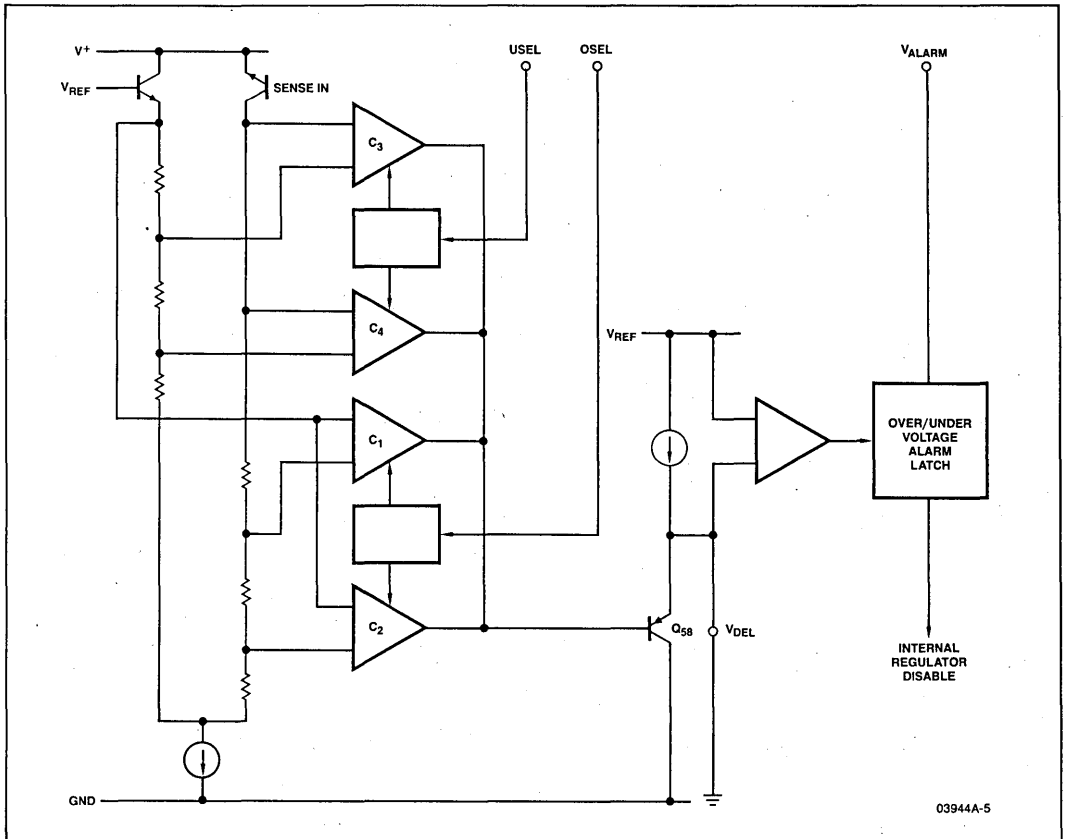 USEL
OSEL
VALARM
V+
VREF
SENSE IN
C3
C4
VREF
C1
OVER/UNDER
VOLTAGE
ALARM
LATCH
C2
Q58
VDEL
INTERNAL
REGULATOR
DISABLE
GND
03944A-5